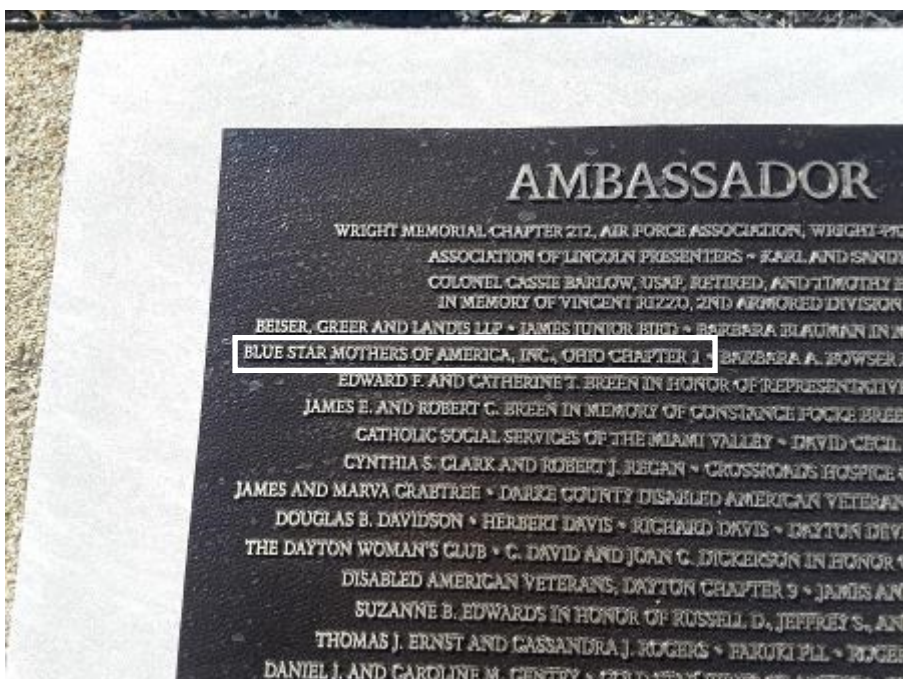 AMBASSADOR
WRIGHT MEMORIAL CHAPTER 212, AIR FORCE ASSOCIATION, WRIGHT-
ASSOCIATION OF LINCOLN PRESENTERS • KARL AND
COLONEL CASSIE BARLOW, USAF, RETIRED, AND TIMOTHY
IN MEMORY OF VINCENT RIZZO, 2ND ARMORED DIVISION
BEISER, GREER AND LANDIS LLP • JAMES JUNIOR BIRD • BARBARA BLAUMAN IN
BLUE STAR MOTHERS OF AMERICA, INC., OHIO CHAPTER 1 • BARBARA A. BOWSER
EDWARD F. AND CATHERINE T. BREEN IN HONOR OF
JAMES E. AND ROBERT C. BREEN IN MEMORY OF CONSTANCE FOCKE
CATHOLIC SOCIAL SERVICES OF THE MIAMI VALLEY • DAVID CECIL
CYNTHIA S. CLARK AND ROBERT J. REGAN • CROSSROADS HOSPICE
JAMES AND MARVA CRABTREE • DARKE COUNTY DISABLED AMERICAN
DOUGLAS B. DAVIDSON • HERBERT DAVIS • RICHARD DAVIS • DAYTON
THE DAYTON WOMAN'S CLUB • C. DAVID AND JOAN C. DICKERSON IN HONOR
DISABLED AMERICAN VETERANS, DAYTON CHAPTER 9 • JAMES
SUZANNE B. EDWARDS IN HONOR OF RUSSELL D., JEFFREY S.,
THOMAS J. ERNST AND CASSANDRA J. ROGERS • FARUKI PLL •
DANIEL J. AND CAROLINE M. GENTRY •